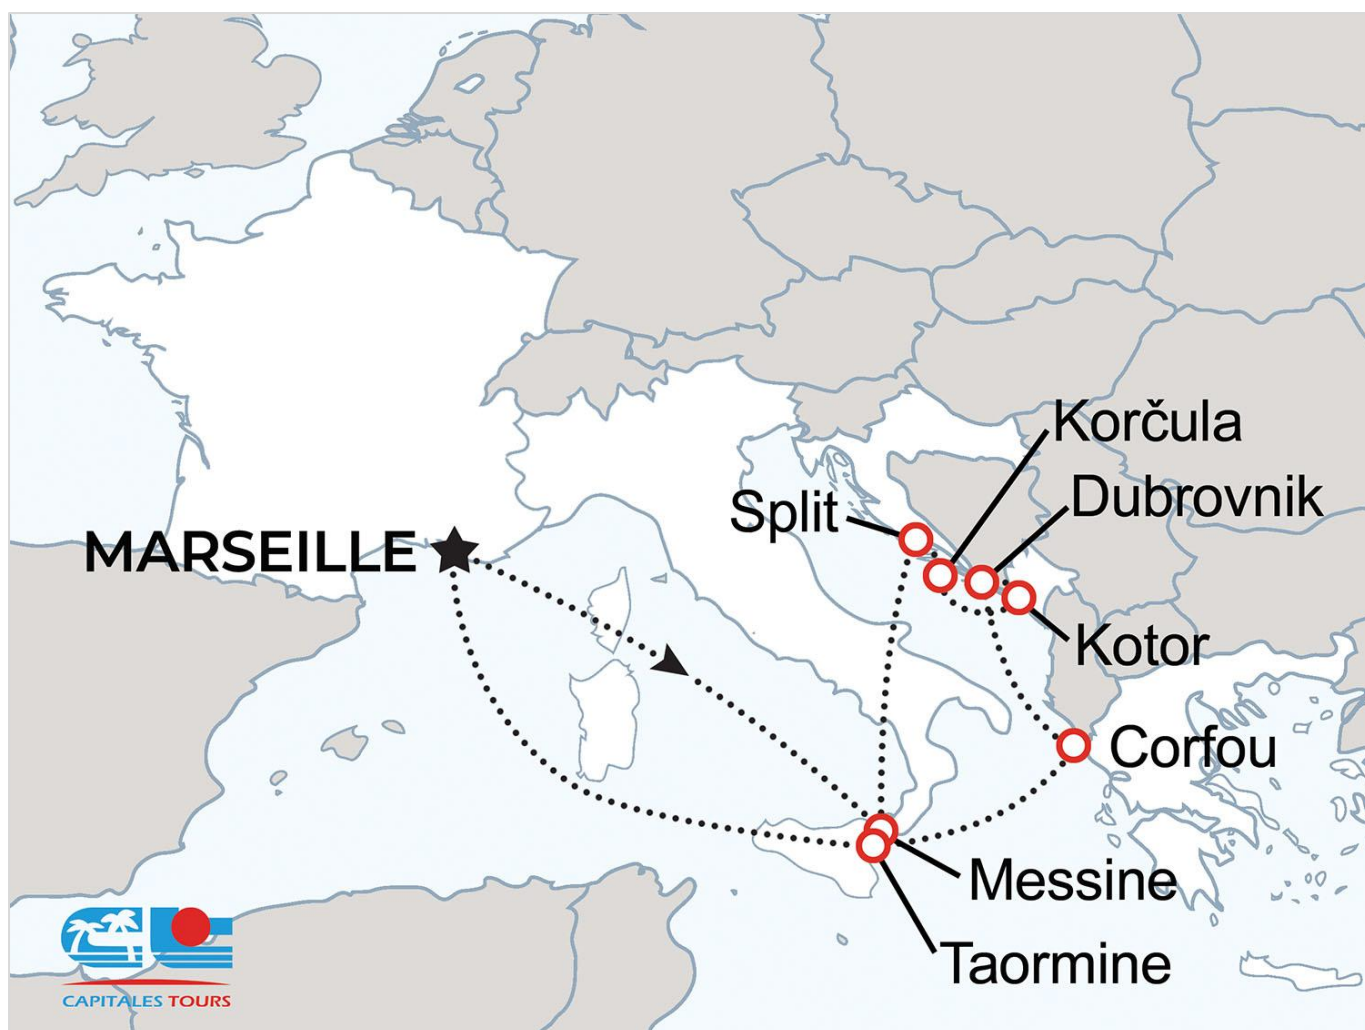 Korčula
Dubrovnik
Split
MARSEILLE
Kotor
Corfou
Messine
Taormine
CAPITALES TOURS